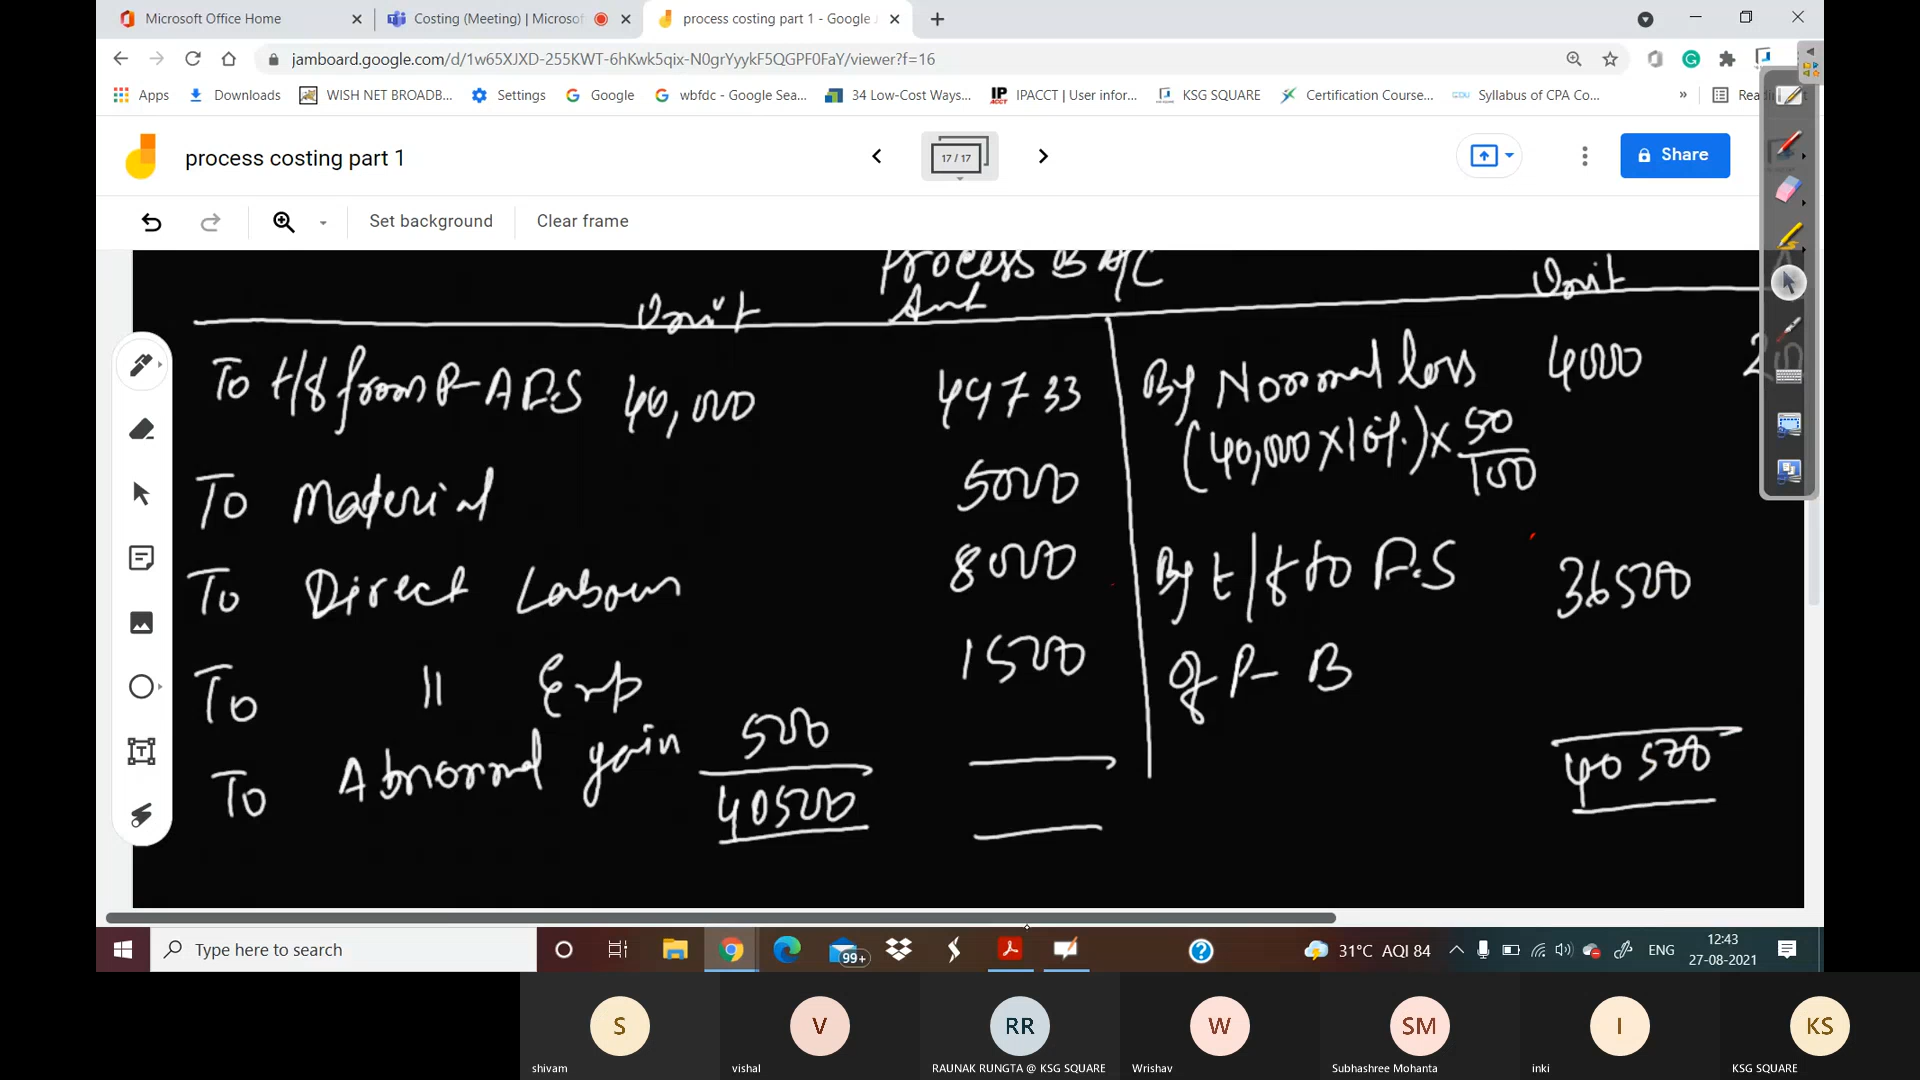 Microsoft Office Home
Costing (Meeting) | Microsof
process costing part 1 - Google J
jamboard.google.com/d/1w65XJXD-255KWT-6hKwk5qix-N0grYyykF5QGPF0FaY/viewer?f=16
Apps
Downloads
WISH NET BROADB...
Settings
Google
wbfdc - Google Sea...
34 Low-Cost Ways...
IPACCT | User infor...
KSG SQUARE
Certification Course...
Syllabus of CPA Co...
»
process costing part 1
17 / 17
Share
Set background
Clear frame
Process B A/C
Unit Amt Unit
To t/f from P-A F.S 40,000 44733 By Normal loss 4000
(40,000 x 10%.) x 50/100
To Material 5000
To Direct Labour 8000 By t/f to F.S 36500
To 11 Exp 1500 of P- B
To Abnormal gain 500
40500 40500
Type here to search
99+
31°C AQI 84
ENG
12:43
27-08-2021
S V RR W SM I KS
shivam
vishal
RAUNAK RUNGTA @ KSG SQUARE
Wrishav
Subhashree Mohanta
inki
KSG SQUARE